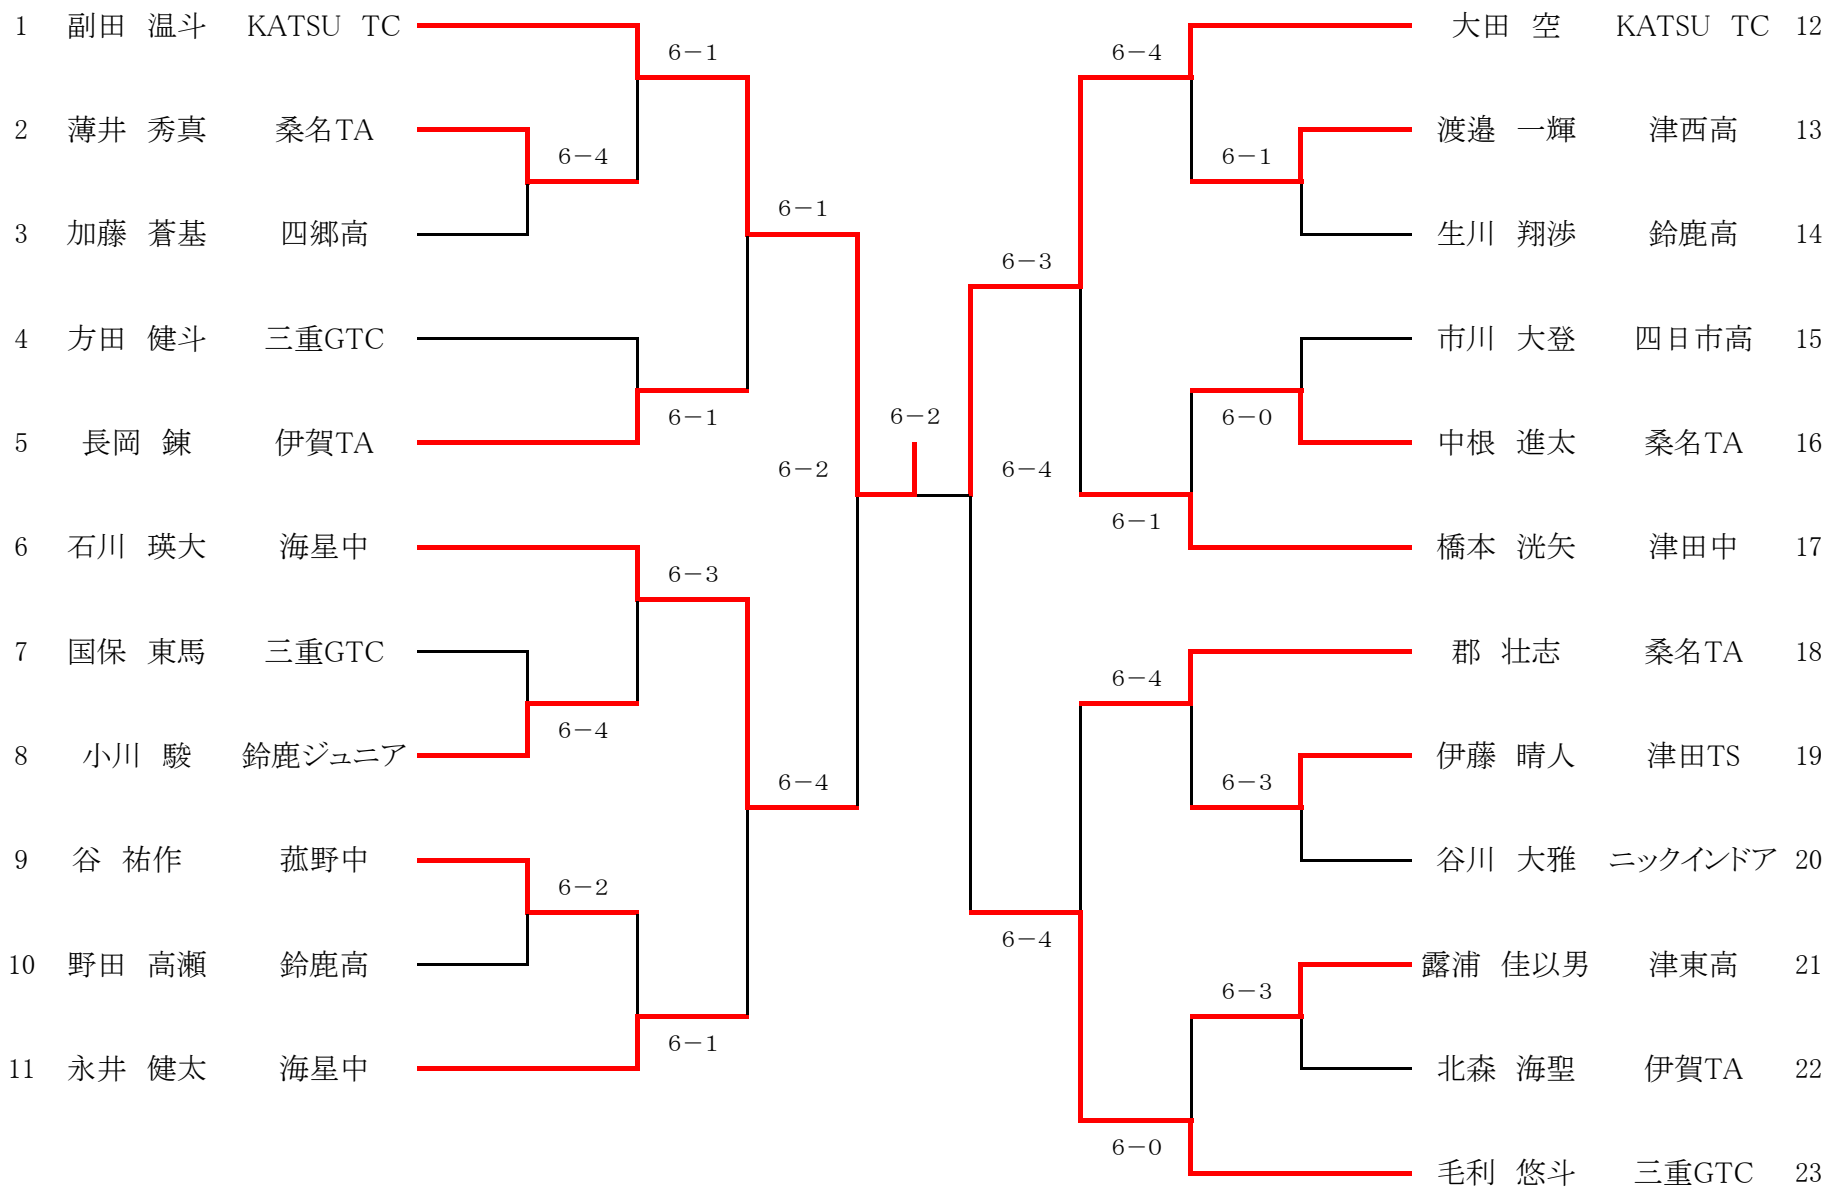 1 副田 温斗 KATSU TC
6－1
2 薄井 秀真 桑名TA
6－4
3 加藤 蒼基 四郷高
6－1
4 方田 健斗 三重GTC
6－1
5 長岡 錬 伊賀TA
6－2
6 石川 瑛大 海星中
6－3
7 国保 東馬 三重GTC
6－4
8 小川 駿 鈴鹿ジュニア
6－4
9 谷 祐作 菰野中
6－2
10 野田 高瀬 鈴鹿高
6－1
11 永井 健太 海星中
6－2
大田 空 KATSU TC 12
6－4
渡邉 一輝 津西高 13
6－1
生川 翔渉 鈴鹿高 14
6－3
市川 大登 四日市高 15
6－0
中根 進太 桑名TA 16
6－4
6－1
橋本 洸矢 津田中 17
郡 壮志 桑名TA 18
6－4
伊藤 晴人 津田TS 19
6－3
谷川 大雅 ニックインドア 20
6－4
露浦 佳以男 津東高 21
6－3
北森 海聖 伊賀TA 22
6－0
毛利 悠斗 三重GTC 23